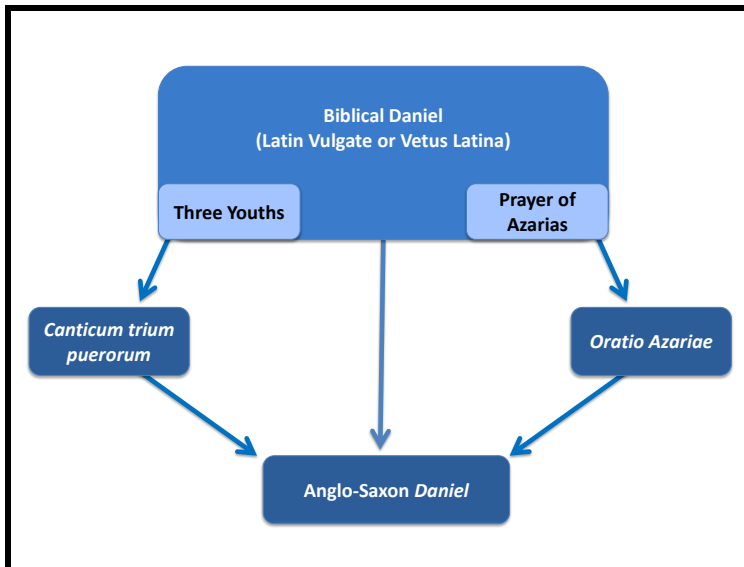 Biblical Daniel
(Latin Vulgate or Vetus Latina)
Three Youths
Prayer of
Azarias
Canticum trium
puerorum
Oratio Azariae
Anglo-Saxon Daniel